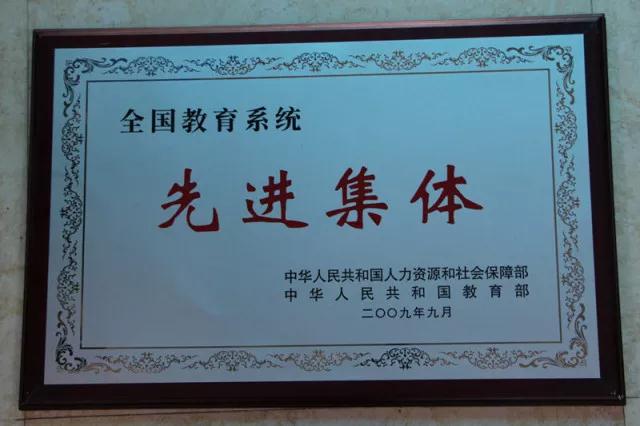 全国教育系统
先进集体
中华人民共和国人力资源和社会保障部
中华人民共和国教育部
二〇〇九年九月